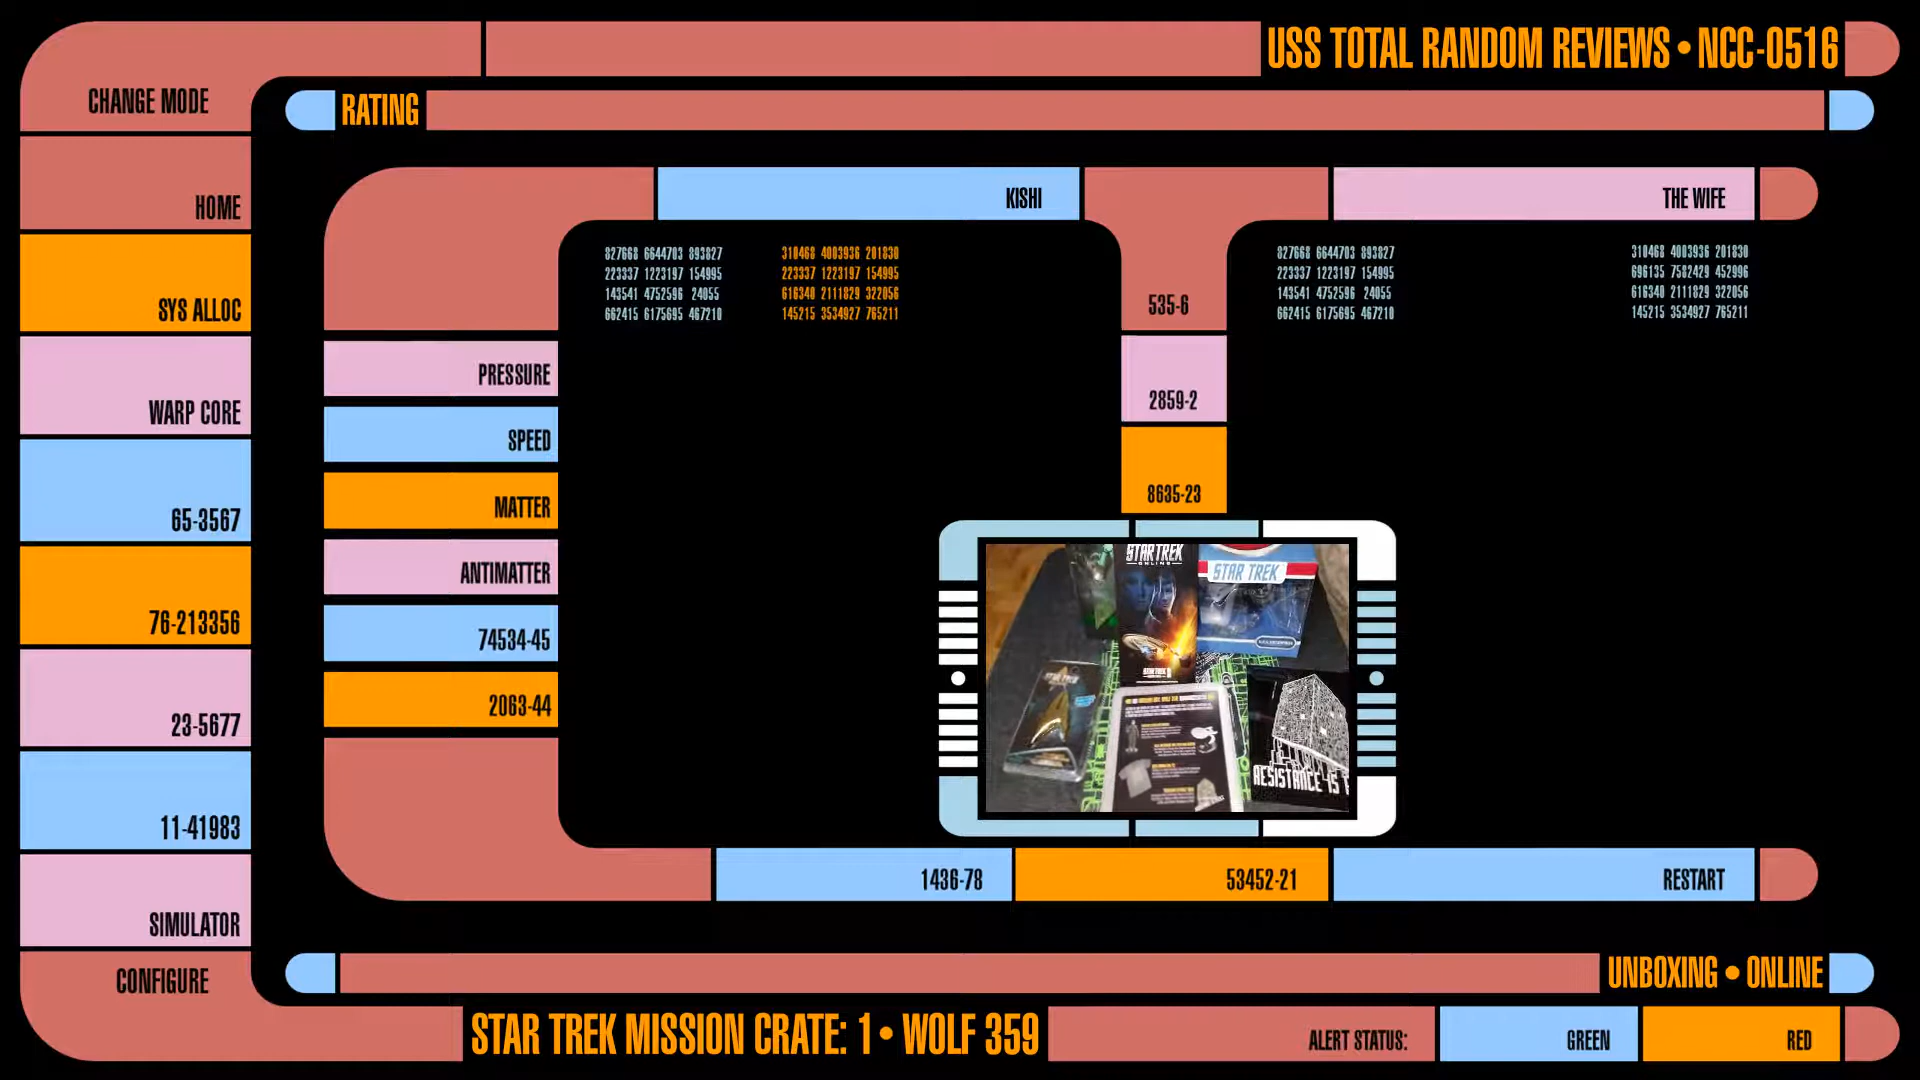 USS TOTAL RANDOM REVIEWS • NCC-0516
CHANGE MODE
RATING
HOME
SYS ALLOC
WARP CORE
65-3567
76-213356
23-5677
11-41983
SIMULATOR
CONFIGURE
KISHI
THE WIFE
827668 6644703 893827
223337 1223197 154995
143541 4752596 24055
662415 6175695 467210
310468 4003936 201830
223337 1223197 154995
616340 2111829 322056
145215 3534927 765211
535-6
2859-2
8635-23
827668 6644703 893827
223337 1223197 154995
143541 4752596 24055
662415 6175695 467210
310468 4003936 201830
696135 7582429 452996
616340 2111829 322056
145215 3534927 765211
PRESSURE
SPEED
MATTER
ANTIMATTER
74534-45
2063-44
STAR TREK
ONLINE
STAR TREK
RESISTANCE IS
1436-78
53452-21
RESTART
UNBOXING • ONLINE
STAR TREK MISSION CRATE: 1 • WOLF 359
ALERT STATUS:
GREEN
RED